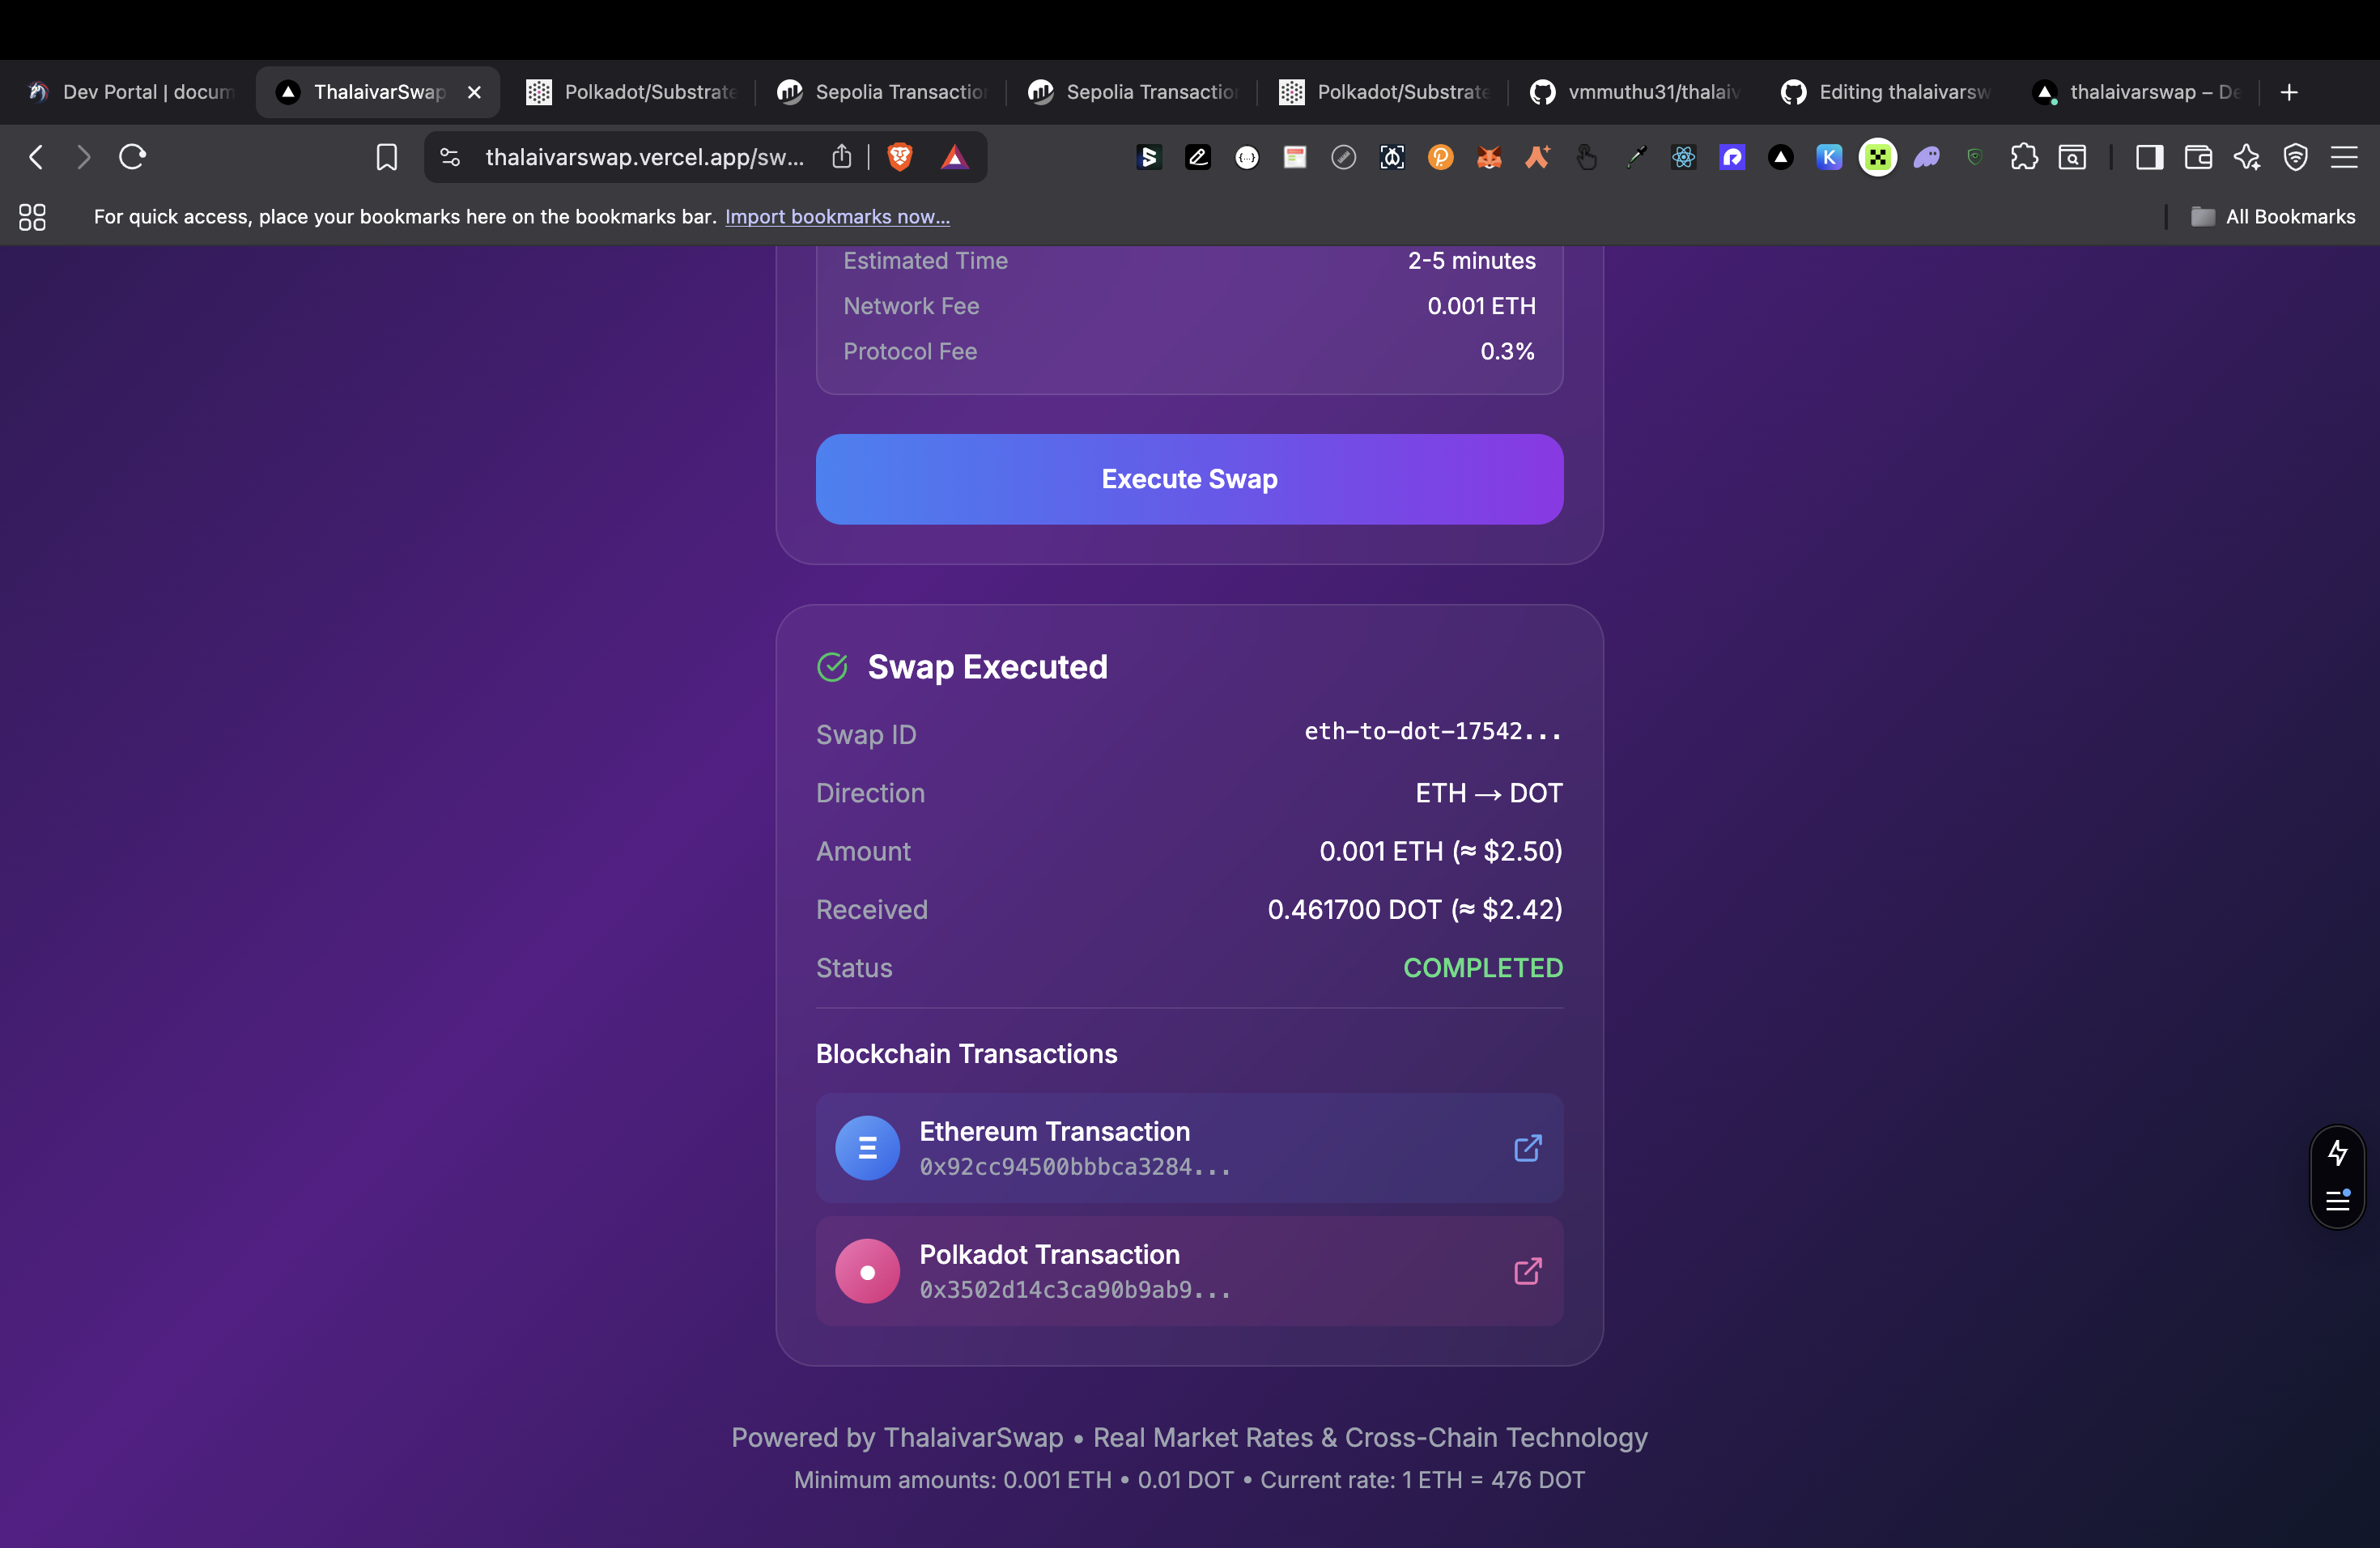 Dev Portal | docum
ThalaivarSwap
Polkadot/Substrate
Sepolia Transaction
Sepolia Transaction
Polkadot/Substrate
vmmuthu31/thalaiv
Editing thalaivarsw
thalaivarswap – De
thalaivarswap.vercel.app/sw...
For quick access, place your bookmarks here on the bookmarks bar. Import bookmarks now...
All Bookmarks
Estimated Time 2-5 minutes
Network Fee 0.001 ETH
Protocol Fee 0.3%
Execute Swap
Swap Executed
Swap ID eth-to-dot-17542...
Direction ETH → DOT
Amount 0.001 ETH (≈ $2.50)
Received 0.461700 DOT (≈ $2.42)
Status COMPLETED
Blockchain Transactions
Ethereum Transaction
0x92cc94500bbbca3284...
Polkadot Transaction
0x3502d14c3ca90b9ab9...
Powered by ThalaivarSwap • Real Market Rates & Cross-Chain Technology
Minimum amounts: 0.001 ETH • 0.01 DOT • Current rate: 1 ETH = 476 DOT